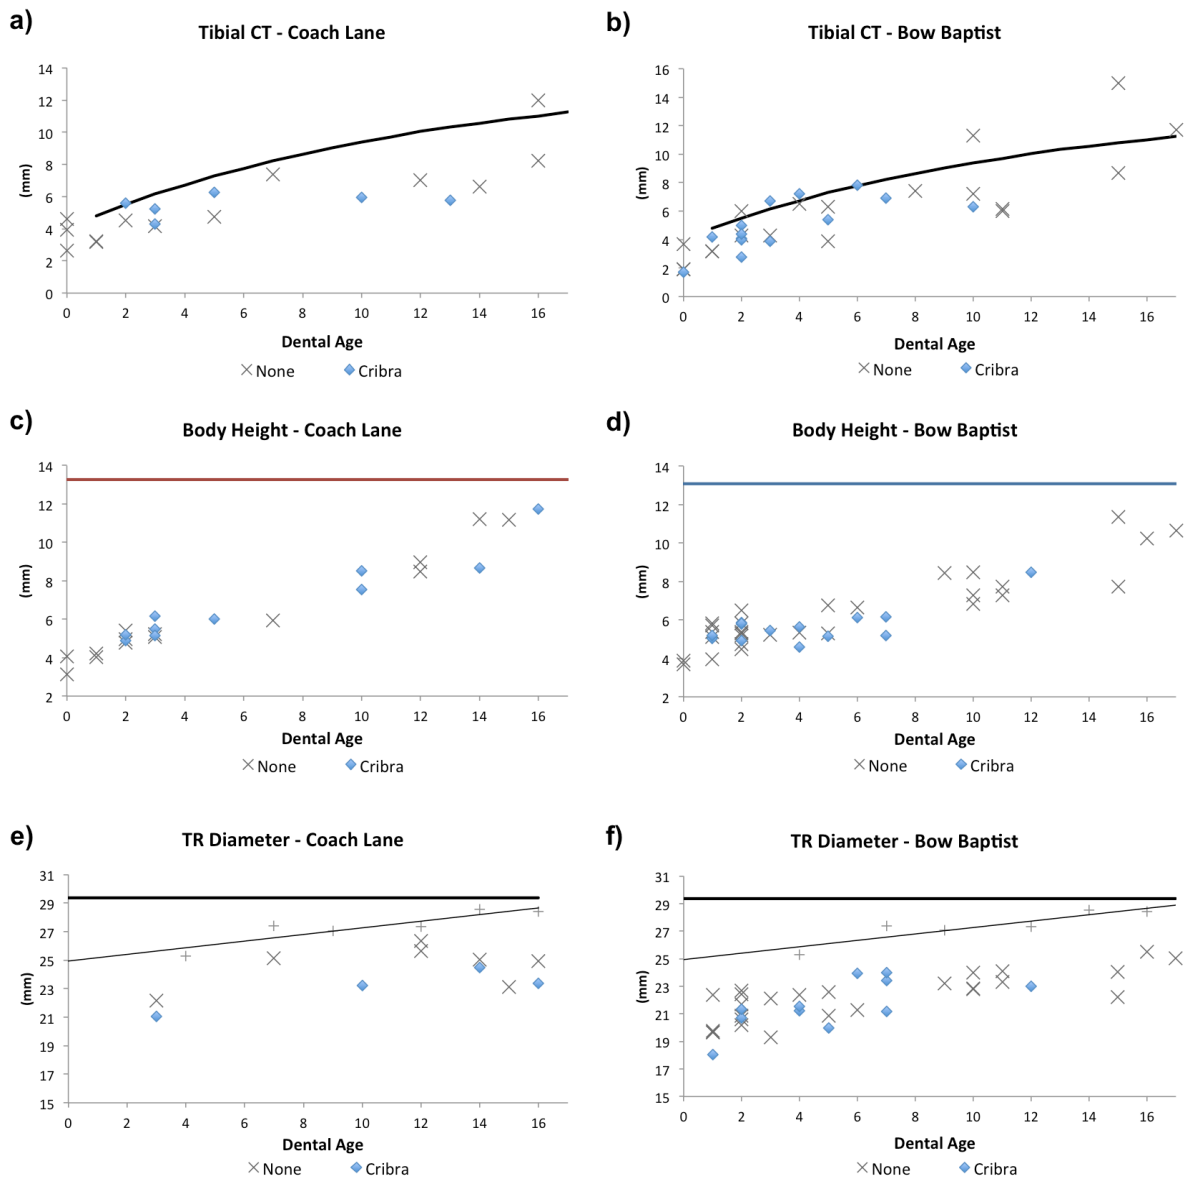 a)
Tibial CT - Coach Lane
14
12
10
8
6
4
2
0
(mm)
0 2 4 6 8 10 12 14 16
Dental Age
None Cribra
b)
Tibial CT - Bow Baptist
16
14
12
10
8
6
4
2
0
(mm)
0 2 4 6 8 10 12 14 16
Dental Age
None Cribra
c)
Body Height - Coach Lane
14
12
10
8
6
4
2
(mm)
0 2 4 6 8 10 12 14 16
Dental Age
None Cribra
d)
Body Height - Bow Baptist
14
12
10
8
6
4
2
(mm)
0 2 4 6 8 10 12 14 16
Dental Age
None Cribra
e)
TR Diameter - Coach Lane
31
29
27
25
23
21
19
17
15
(mm)
0 2 4 6 8 10 12 14 16
Dental Age
None Cribra
f)
TR Diameter - Bow Baptist
31
29
27
25
23
21
19
17
15
(mm)
0 2 4 6 8 10 12 14 16
Dental Age
None Cribra